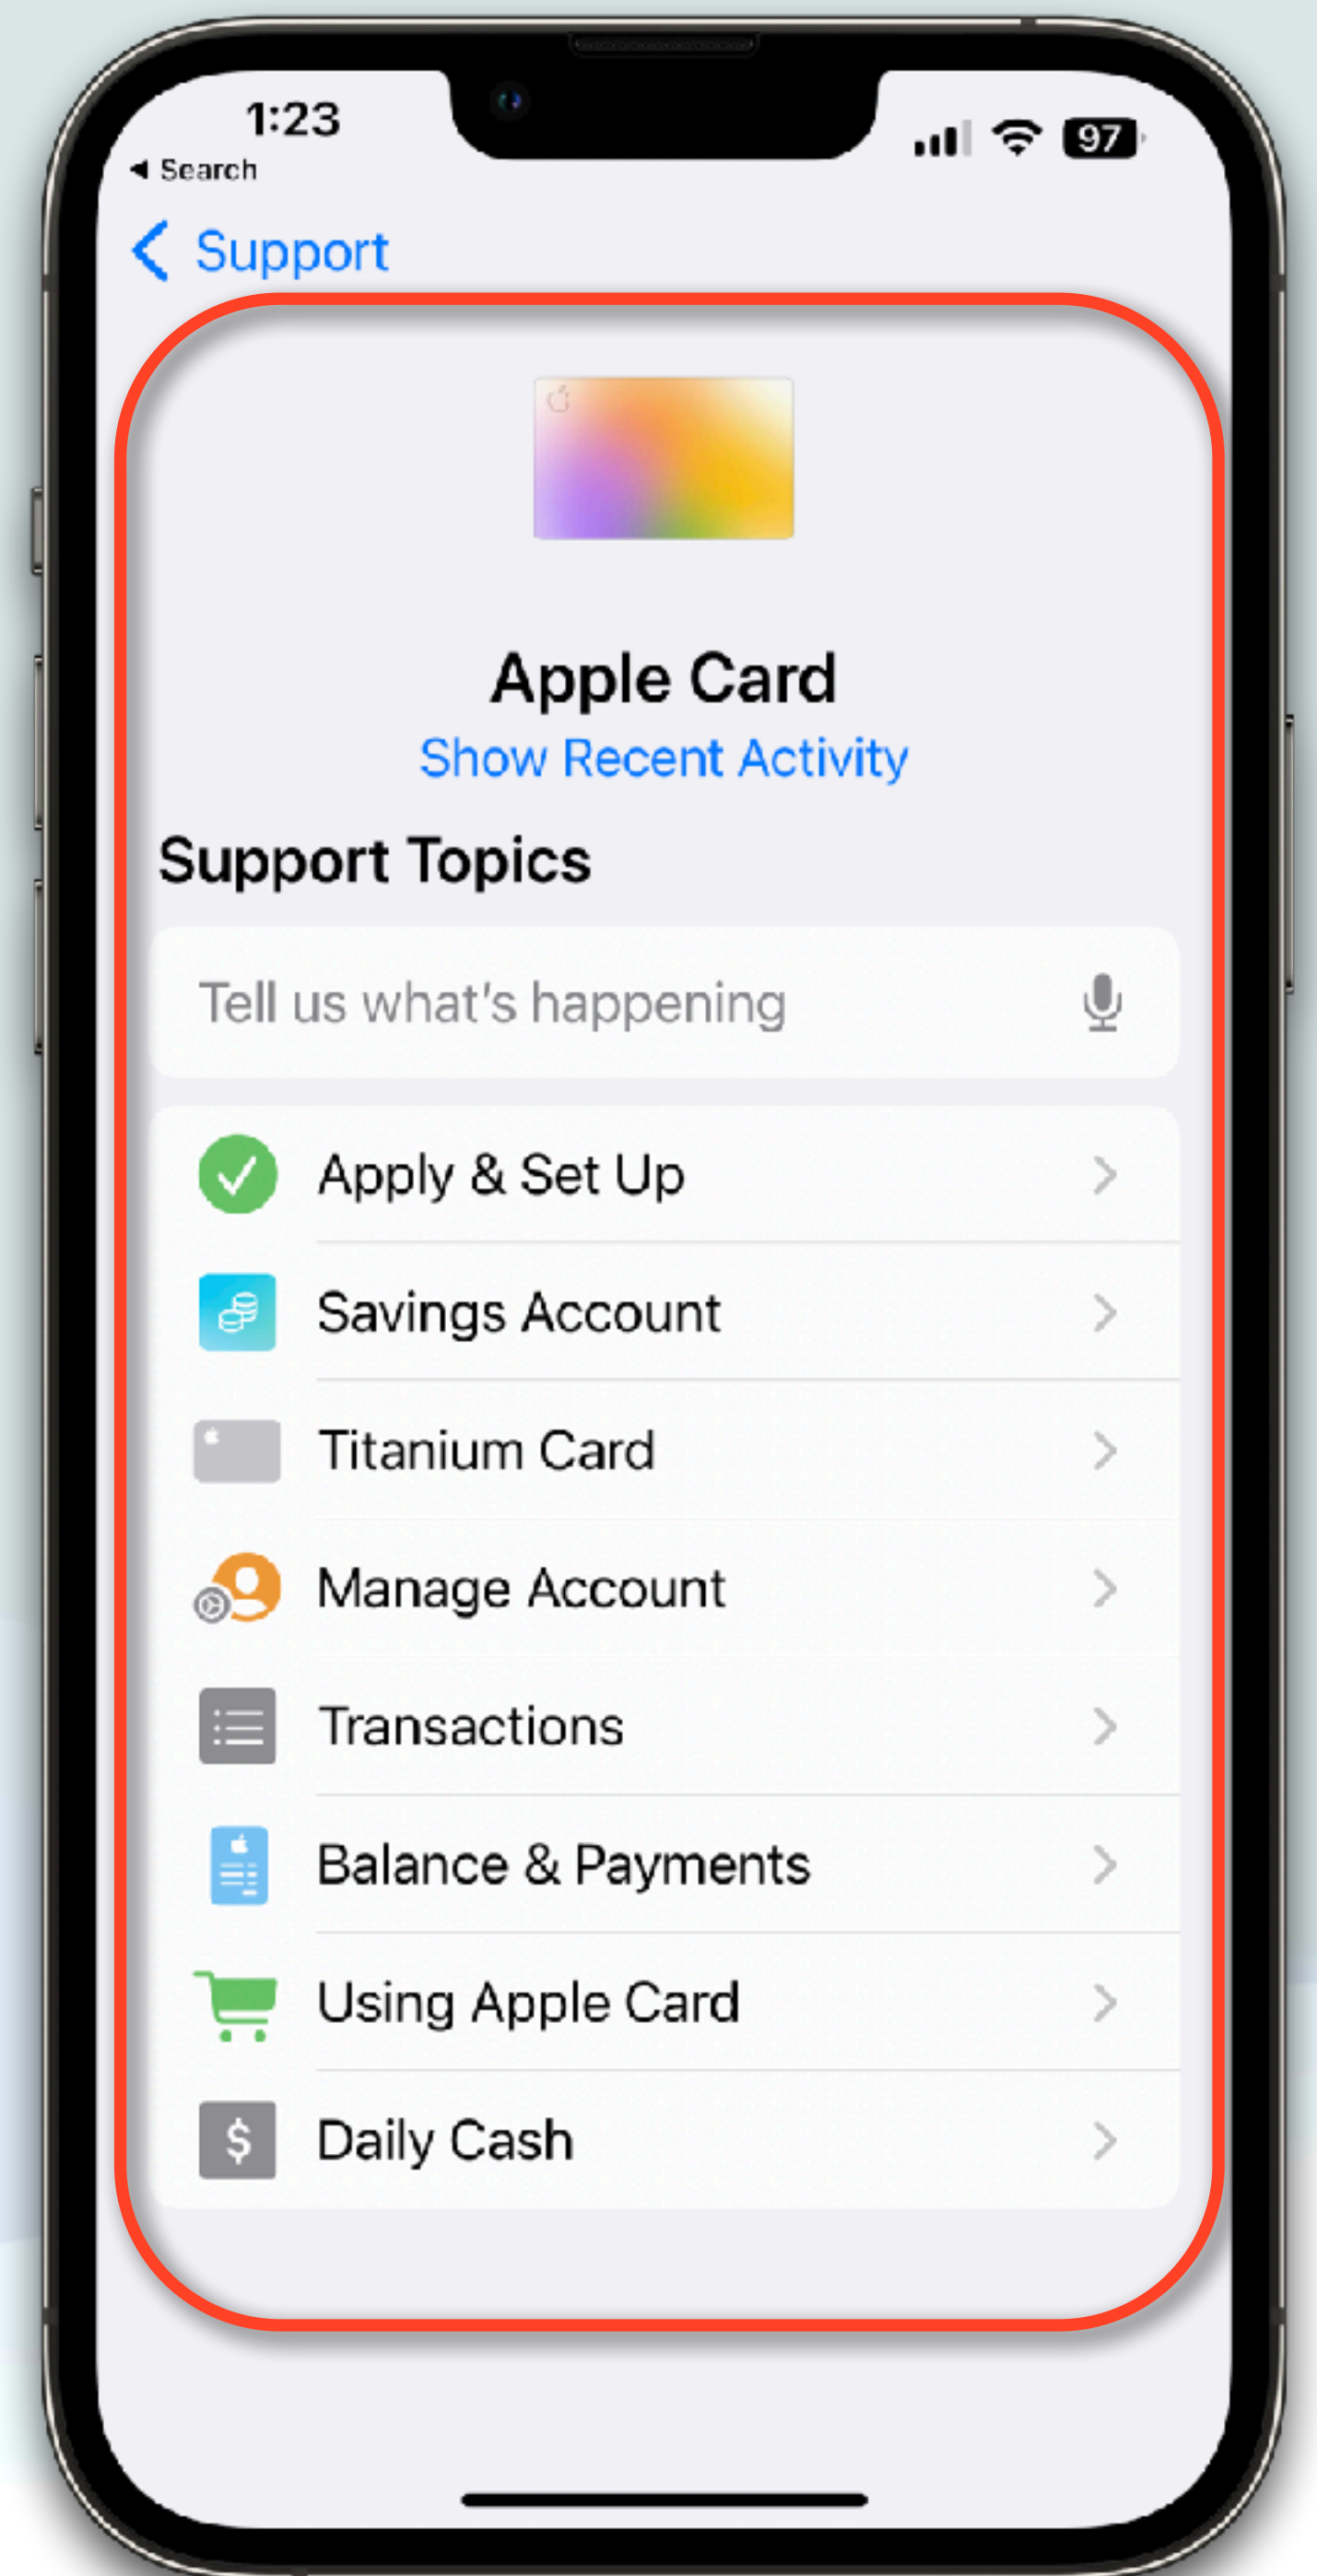 1:23
97
Search
Support
Apple Card
Show Recent Activity
Support Topics
Tell us what's happening
Apply & Set Up
Savings Account
Titanium Card
Manage Account
Transactions
Balance & Payments
Using Apple Card
Daily Cash
$